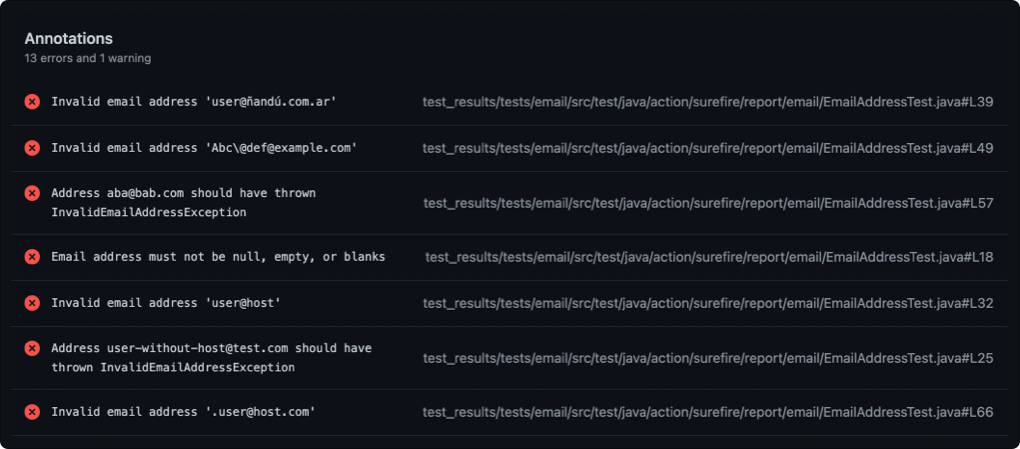 Annotations
13 errors and 1 warning
Invalid email address 'user@ñandú.com.ar' test_results/tests/email/src/test/java/action/surefire/report/email/EmailAddressTest.java#L39
Invalid email address 'Abc\@def@example.com' test_results/tests/email/src/test/java/action/surefire/report/email/EmailAddressTest.java#L49
Address aba@bab.com should have thrown
InvalidEmailAddressException
test_results/tests/email/src/test/java/action/surefire/report/email/EmailAddressTest.java#L57
Email address must not be null, empty, or blanks test_results/tests/email/src/test/java/action/surefire/report/email/EmailAddressTest.java#L18
Invalid email address 'user@host' test_results/tests/email/src/test/java/action/surefire/report/email/EmailAddressTest.java#L32
Address user-without-host@test.com should have
thrown InvalidEmailAddressException
test_results/tests/email/src/test/java/action/surefire/report/email/EmailAddressTest.java#L25
Invalid email address '.user@host.com' test_results/tests/email/src/test/java/action/surefire/report/email/EmailAddressTest.java#L66